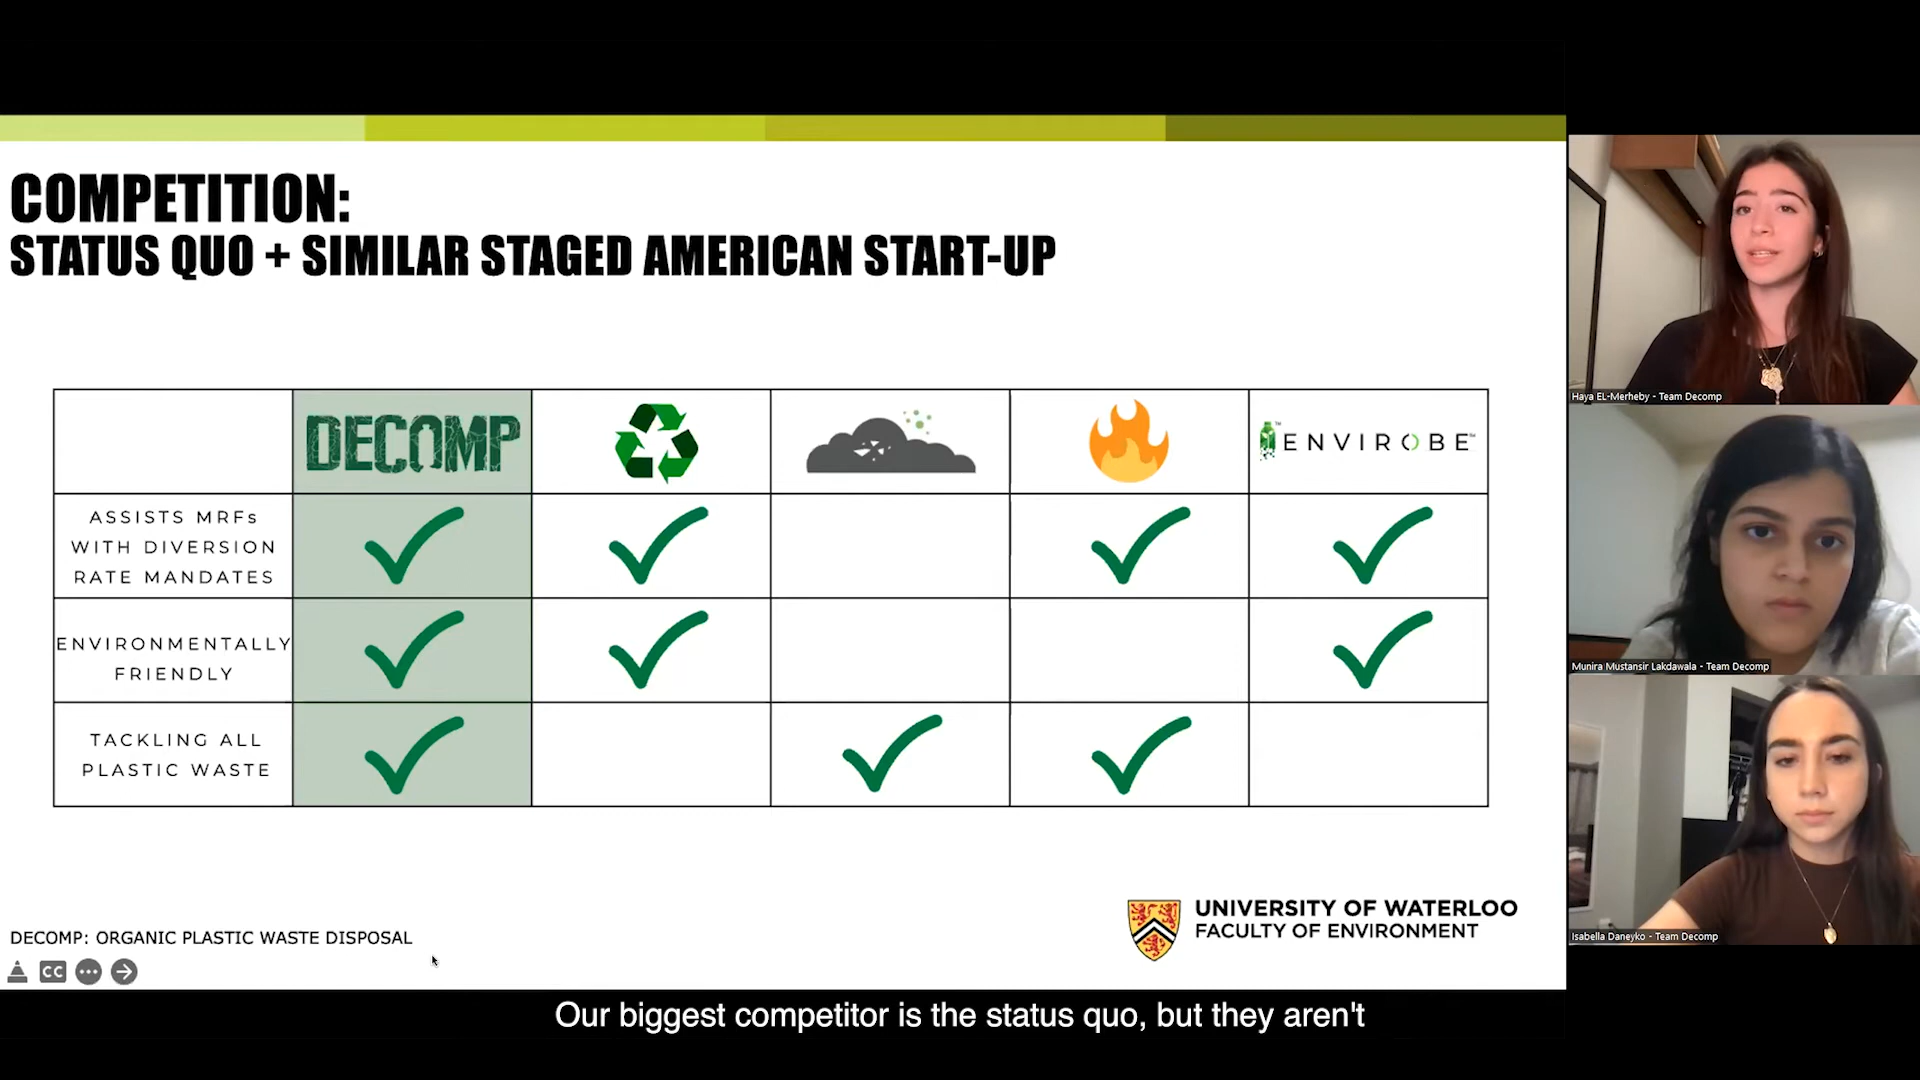 COMPETITION:
STATUS QUO + SIMILAR STAGED AMERICAN START-UP
DECOMP
ENVIROBE™
ASSISTS MRFs
WITH DIVERSION
RATE MANDATES
ENVIRONMENTALLY
FRIENDLY
TACKLING ALL
PLASTIC WASTE
UNIVERSITY OF WATERLOO
FACULTY OF ENVIRONMENT
DECOMP: ORGANIC PLASTIC WASTE DISPOSAL
CC
Haya EL-Merheby - Team Decomp
Munira Mustansir Lakdawala - Team Decomp
Isabella Daneyko - Team Decomp
Our biggest competitor is the status quo, but they aren't